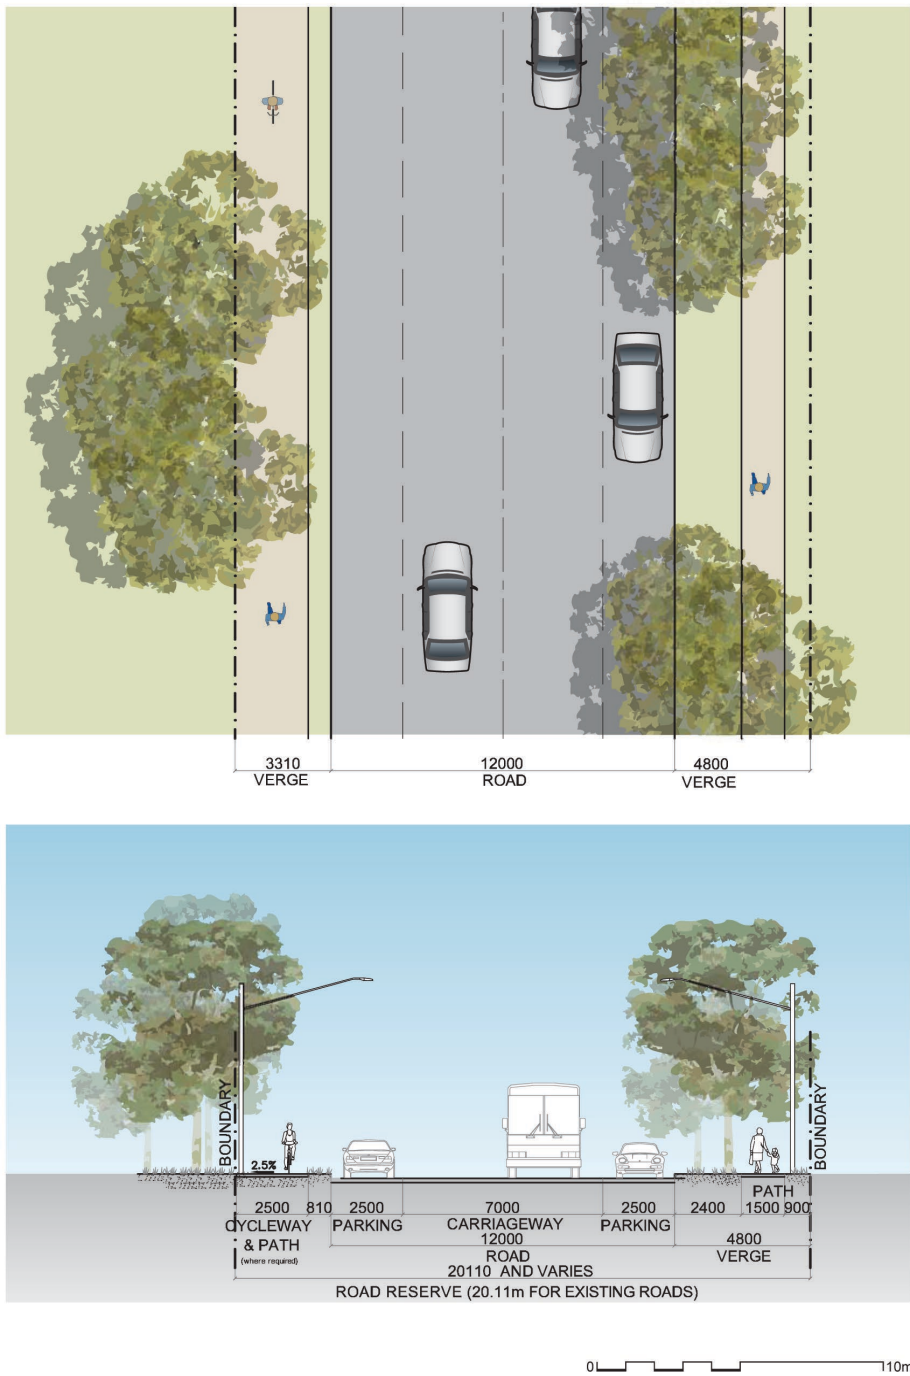 3310 12000 4800
VERGE ROAD VERGE
BOUNDARY BOUNDARY
2.5%
PATH
2500 810 2500 7000 2500 2400 1500 900
CYCLEWAY PARKING CARRIAGEWAY PARKING
& PATH 12000 4800
(where required) ROAD VERGE
20110 AND VARIES
ROAD RESERVE (20.11m FOR EXISTING ROADS)
0 10m